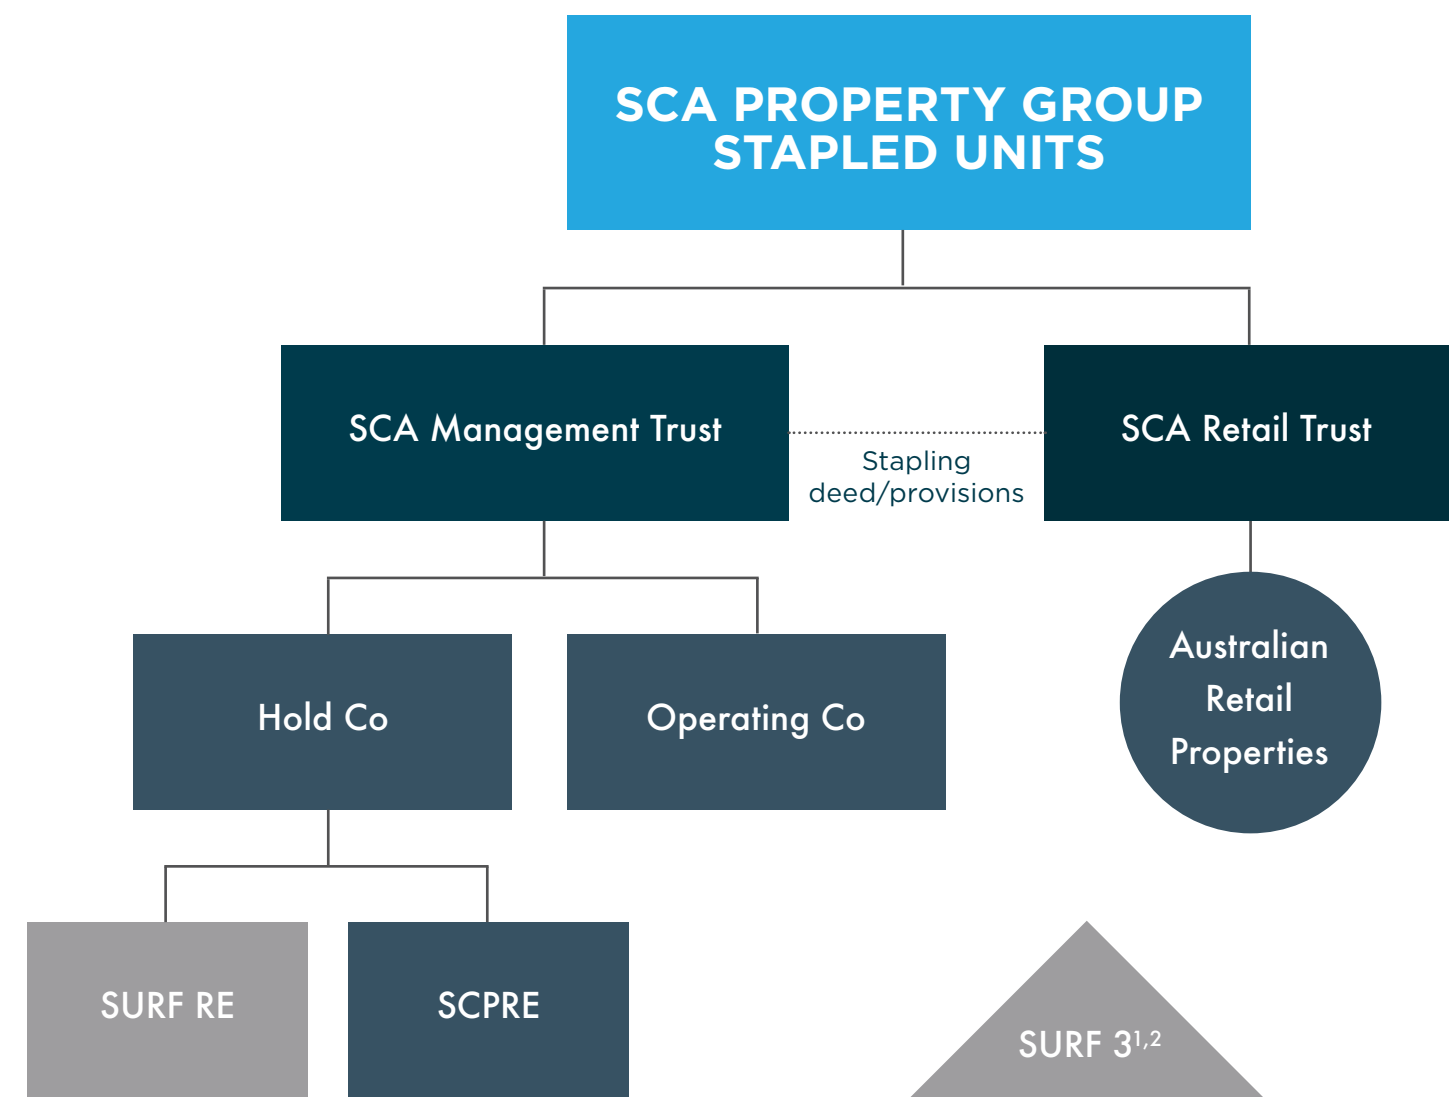 SCA PROPERTY GROUP
STAPLED UNITS
SCA Management Trust
Stapling
deed/provisions
SCA Retail Trust
Hold Co
Operating Co
Australian
Retail
Properties
SURF RE
SCPRE
SURF 3¹,²